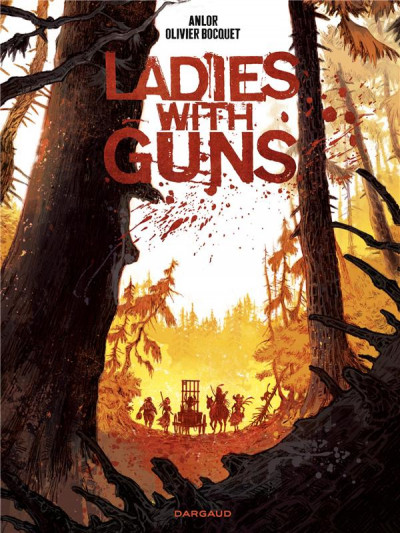 ANLOR
OLIVIER BOCQUET
LADIES
WITH
GUNS
DARGAUD